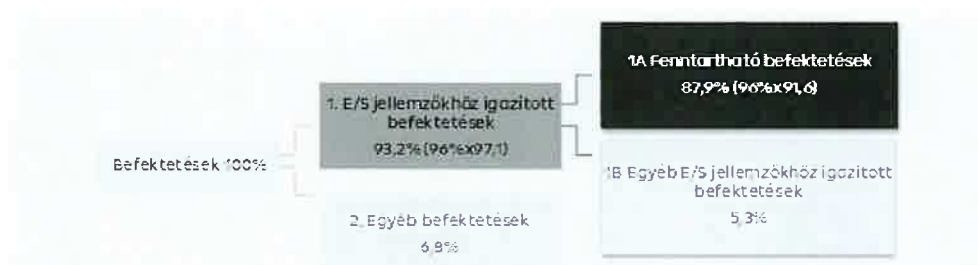 Befektetések 100%
1. E/S jellemzőkhöz igazított
befektetések
93,2% (96%x97,1)
2. Egyéb befektetések
6,8%
1A Fenntartható befektetések
87,9% (96%x91,6)
1B Egyéb E/S jellemzőkhöz igazított
befektetések
5,3%